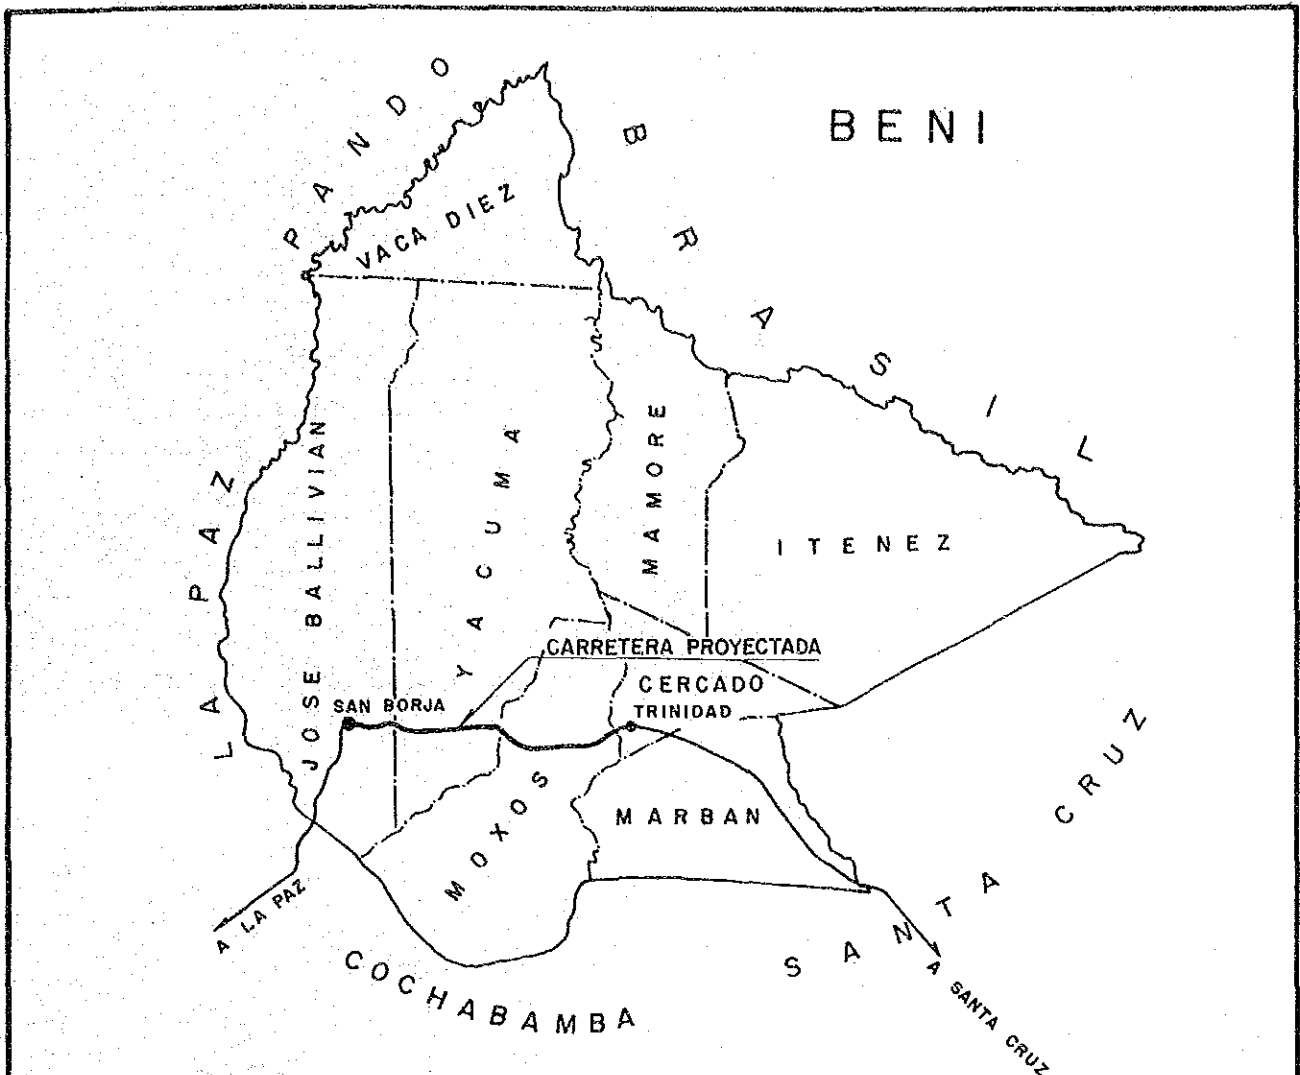 BENI
PANDO
BRASIL
VACA DIEZ
LA PAZ
JOSE BALLIVIAN
YACUMA
MAMORE
ITENEZ
CARRETERA PROYECTADA
CERCADO
SAN BORJA
TRINIDAD
MOXOS
MARBAN
A LA PAZ
COCHABAMBA
SANTA CRUZ
A SANTA CRUZ